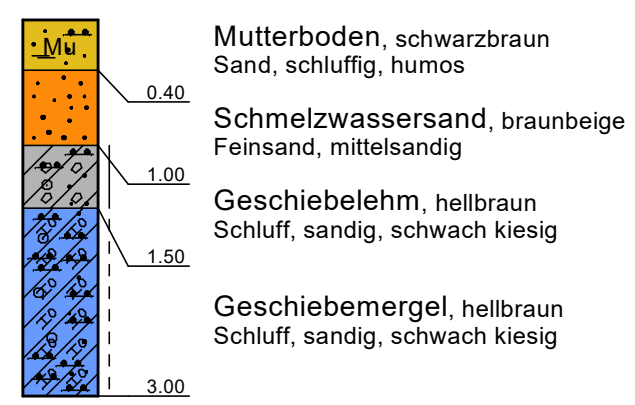 Mu
Mutterboden, schwarzbraun
Sand, schluffig, humos
0.40
Schmelzwassersand, braunbeige
Feinsand, mittelsandig
1.00
Geschiebelehm, hellbraun
Schluff, sandig, schwach kiesig
1.50
Geschiebemergel, hellbraun
Schluff, sandig, schwach kiesig
3.00